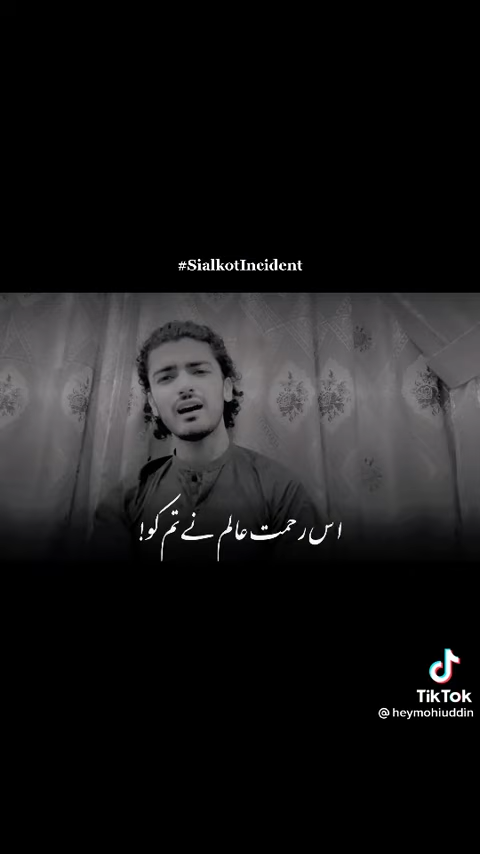 #SialkotIncident
اس رحمت عالم نے تم کو!
TikTok
@heymohiuddin